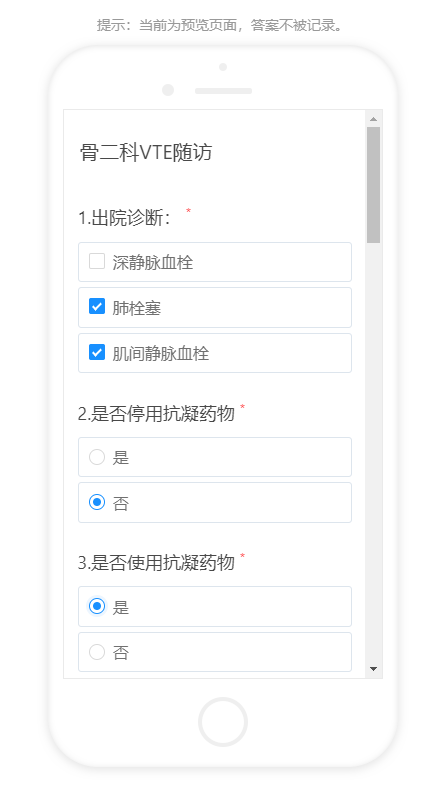 提示：当前为预览页面，答案不被记录。
骨二科VTE随访
1.出院诊断： *
深静脉血栓
肺栓塞
肌间静脉血栓
2.是否停用抗凝药物 *
是
否
3.是否使用抗凝药物 *
是
否